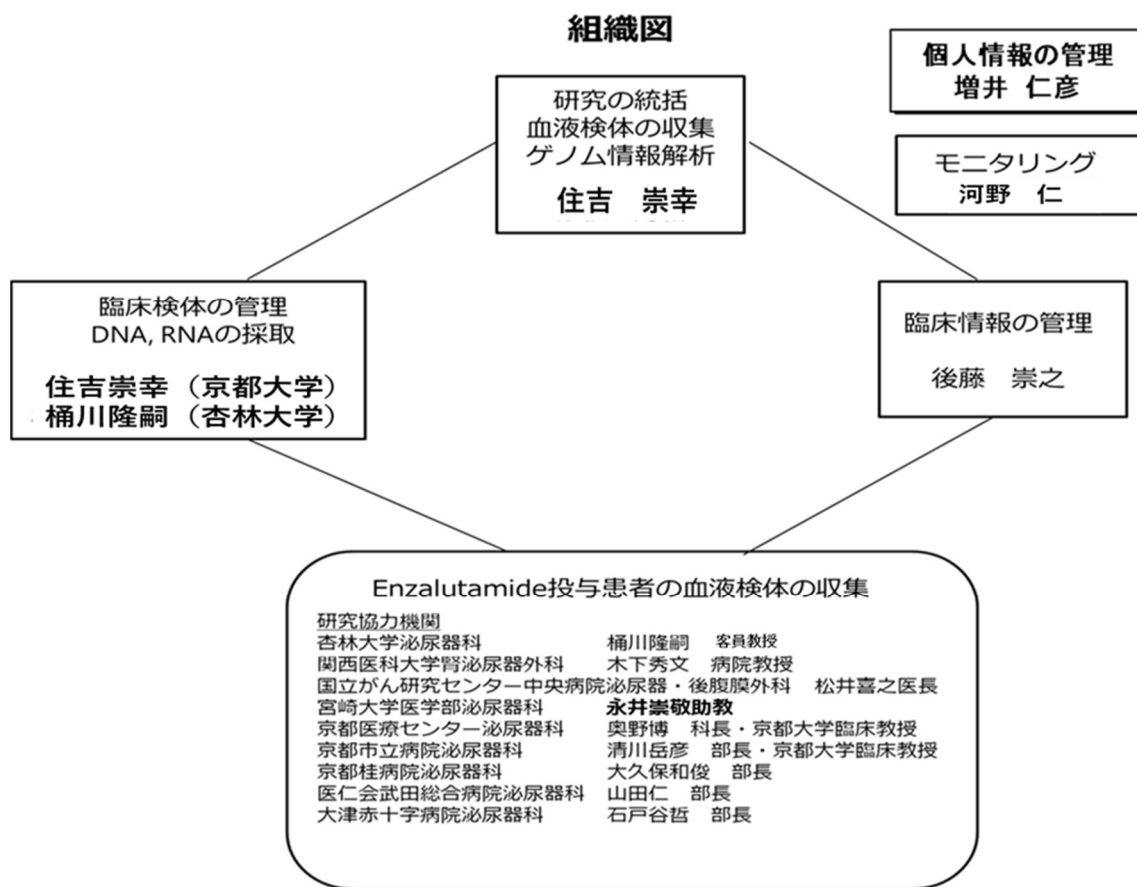 組織図
個人情報の管理
増井 仁彦
モニタリング
河野 仁
研究の統括
血液検体の収集
ゲノム情報解析
住吉 崇幸
臨床検体の管理
DNA, RNAの採取
住吉崇幸（京都大学）
桶川隆嗣（杏林大学）
臨床情報の管理
後藤 崇之
Enzalutamide投与患者の血液検体の収集
研究協力機関
杏林大学泌尿器科 桶川隆嗣 客員教授
関西医科大学腎泌尿器外科 木下秀文 病院教授
国立がん研究センター中央病院泌尿器・後腹膜外科 松井喜之医長
宮崎大学医学部泌尿器科 永井崇敬助教
京都医療センター泌尿器科 奥野博 科長・京都大学臨床教授
京都市立病院泌尿器科 清川岳彦 部長・京都大学臨床教授
京都桂病院泌尿器科 大久保和俊 部長
医仁会武田総合病院泌尿器科 山田仁 部長
大津赤十字病院泌尿器科 石戸谷哲 部長